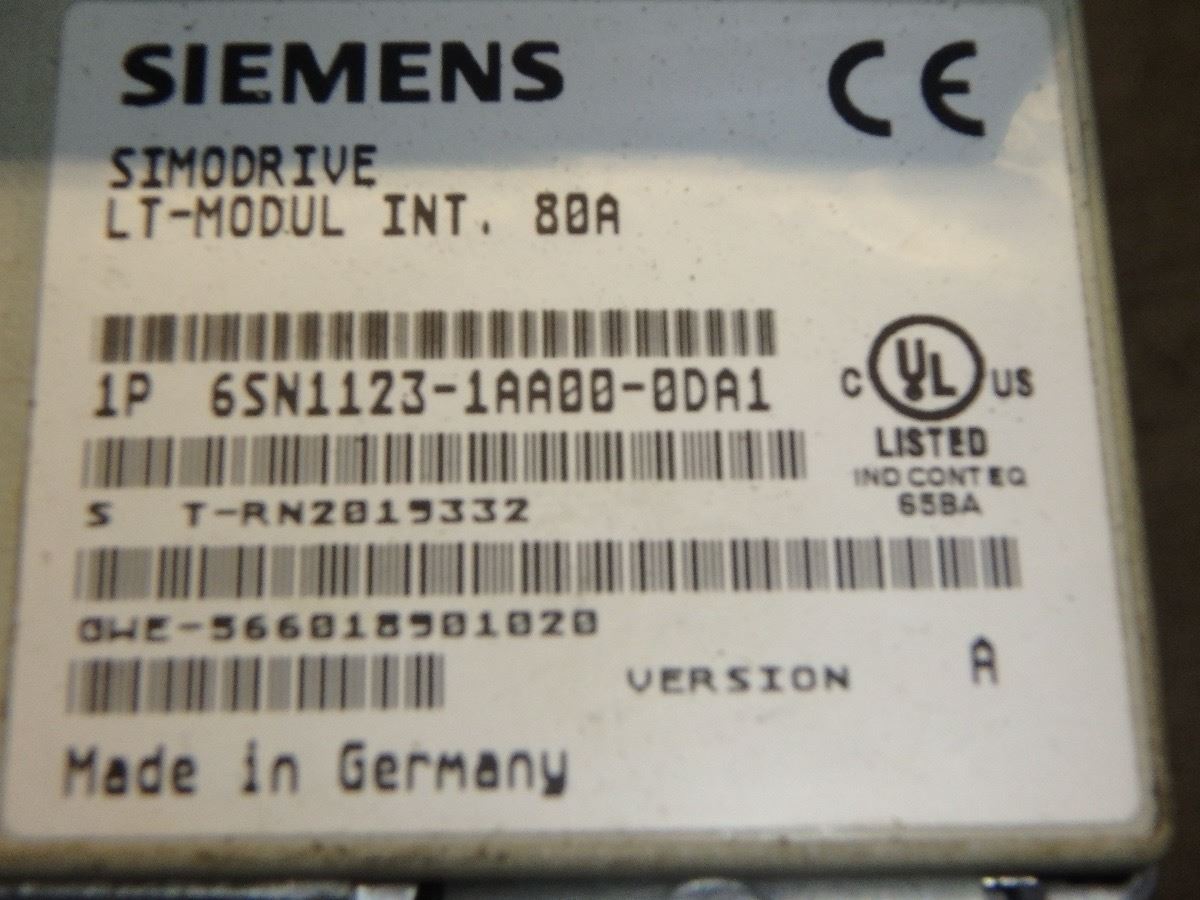 SIEMENS
CE
SIMODRIVE
LT-MODUL INT. 80A
1P 6SN1123-1AA00-0DA1
C UL US
LISTED
IND CONT EQ
658A
S T-RN2019332
OWE-566018901020
VERSION A
Made in Germany